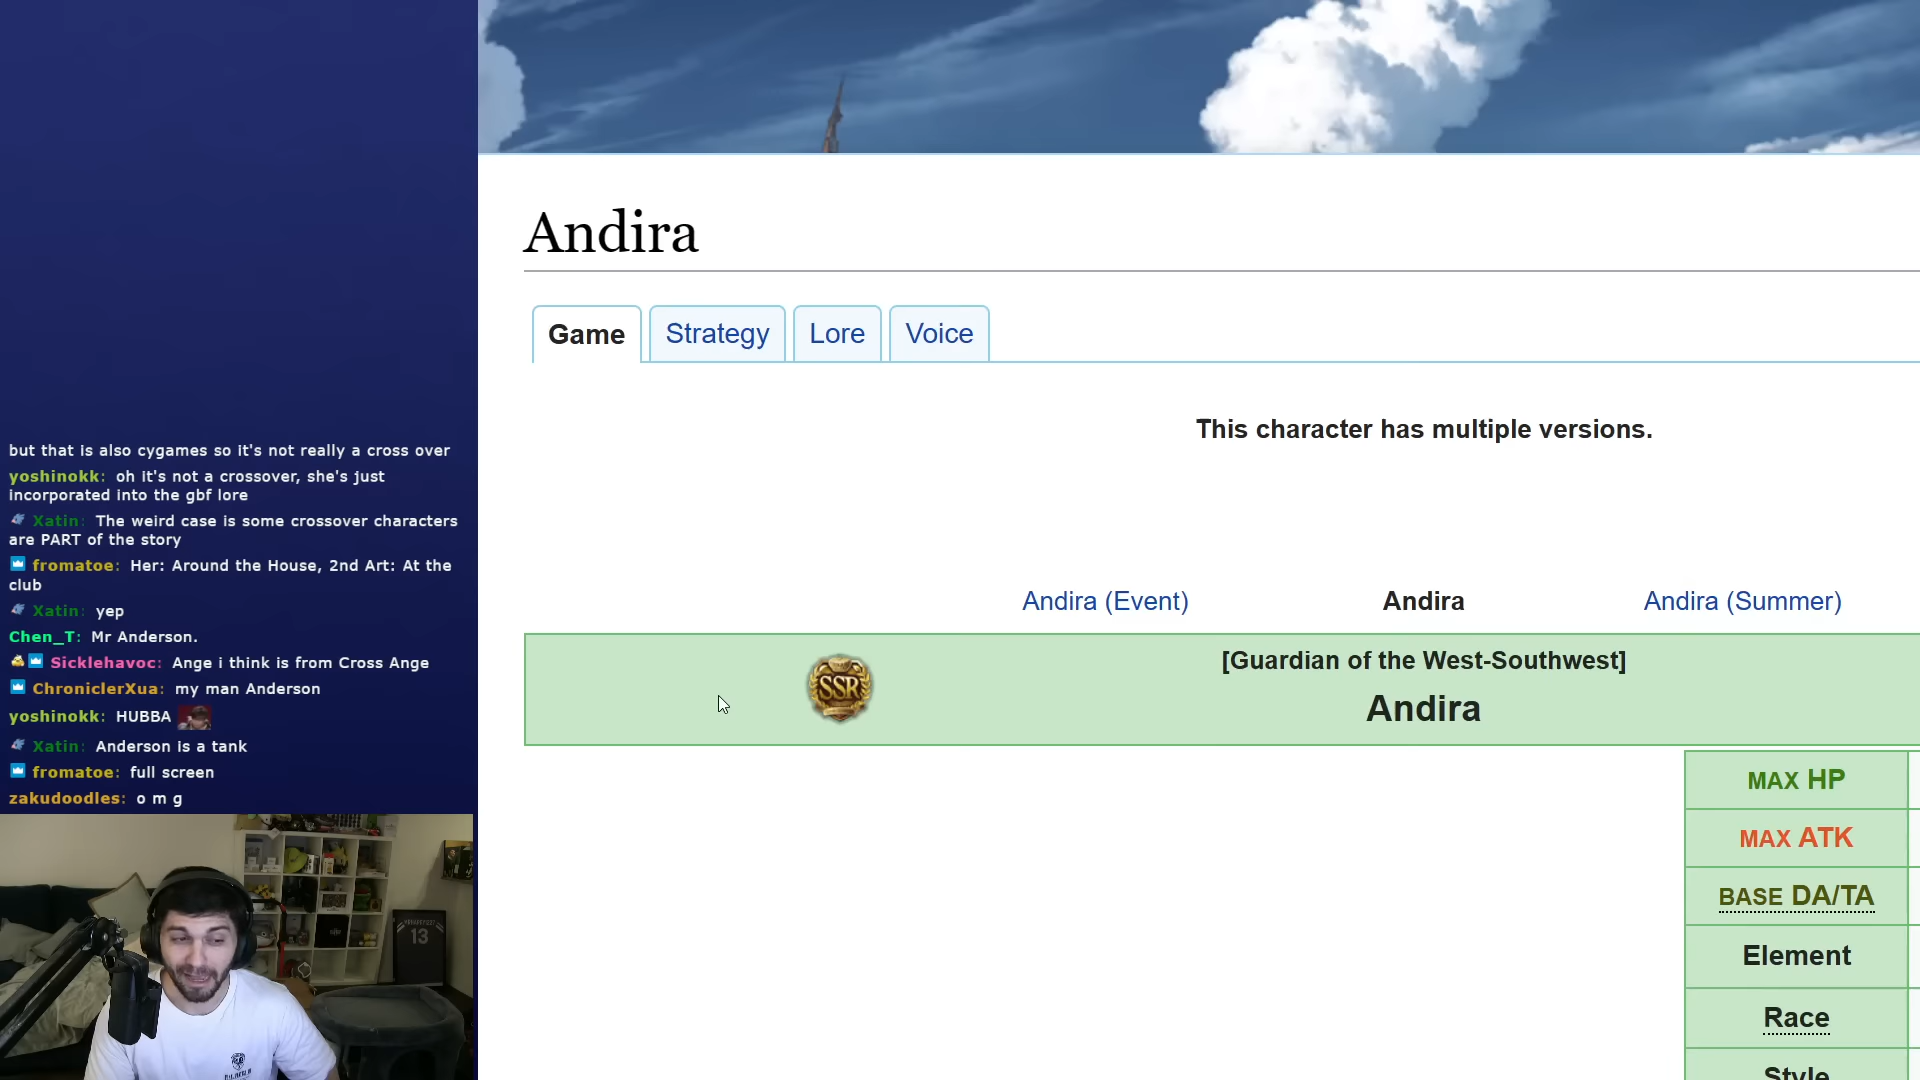 but that is also cygames so it's not really a cross over
yoshinokk: oh it's not a crossover, she's just
incorporated into the gbf lore
Xatin: The weird case is some crossover characters
are PART of the story
fromatoe: Her: Around the House, 2nd Art: At the
club
Xatin: yep
Chen_T: Mr Anderson.
Sicklehavoc: Ange i think is from Cross Ange
ChroniclerXua: my man Anderson
yoshinokk: HUBBA
Xatin: Anderson is a tank
fromatoe: full screen
zakudoodles: o m g
13
Andira
Game
Strategy
Lore
Voice
This character has multiple versions.
Andira (Event)
Andira
Andira (Summer)
SSR
[Guardian of the West-Southwest]
Andira
MAX HP
MAX ATK
BASE DA/TA
Element
Race
Style